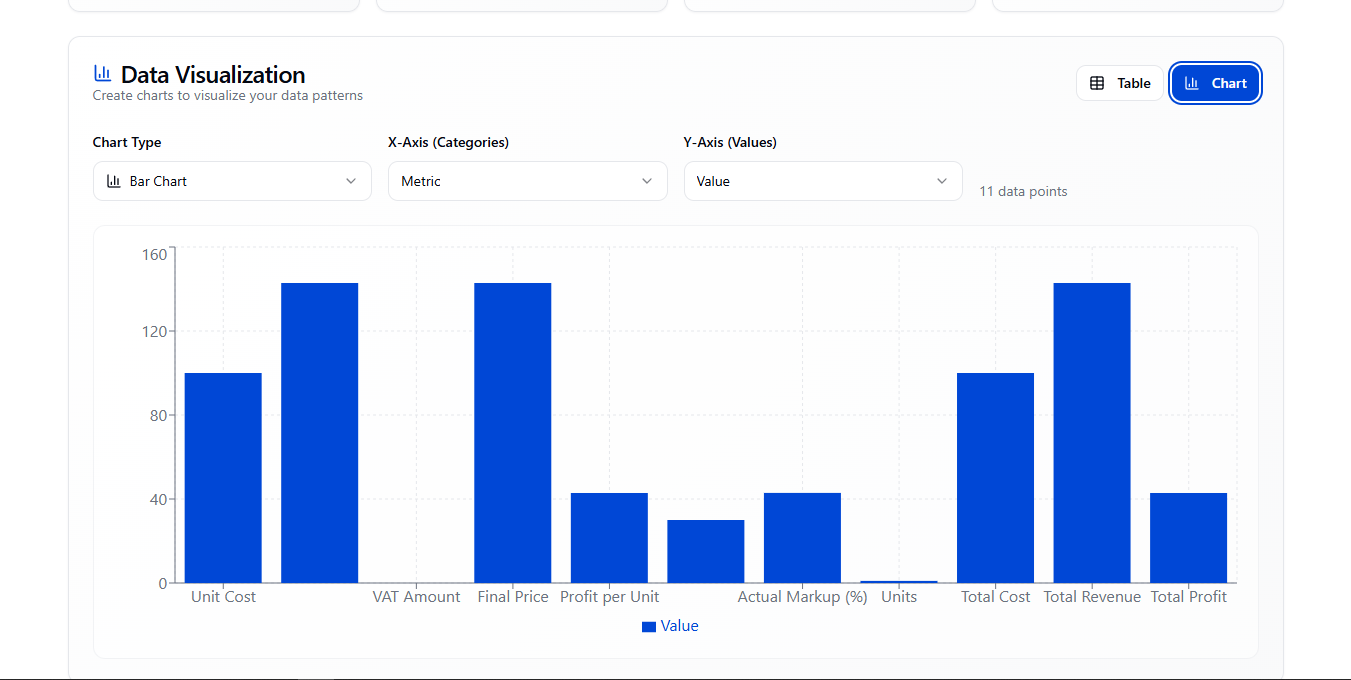 Data Visualization
Create charts to visualize your data patterns
Table
Chart
Chart Type
X-Axis (Categories)
Y-Axis (Values)
Bar Chart
Metric
Value
11 data points
160
120
80
40
0
Unit Cost
VAT Amount
Final Price
Profit per Unit
Actual Markup (%)
Units
Total Cost
Total Revenue
Total Profit
Value